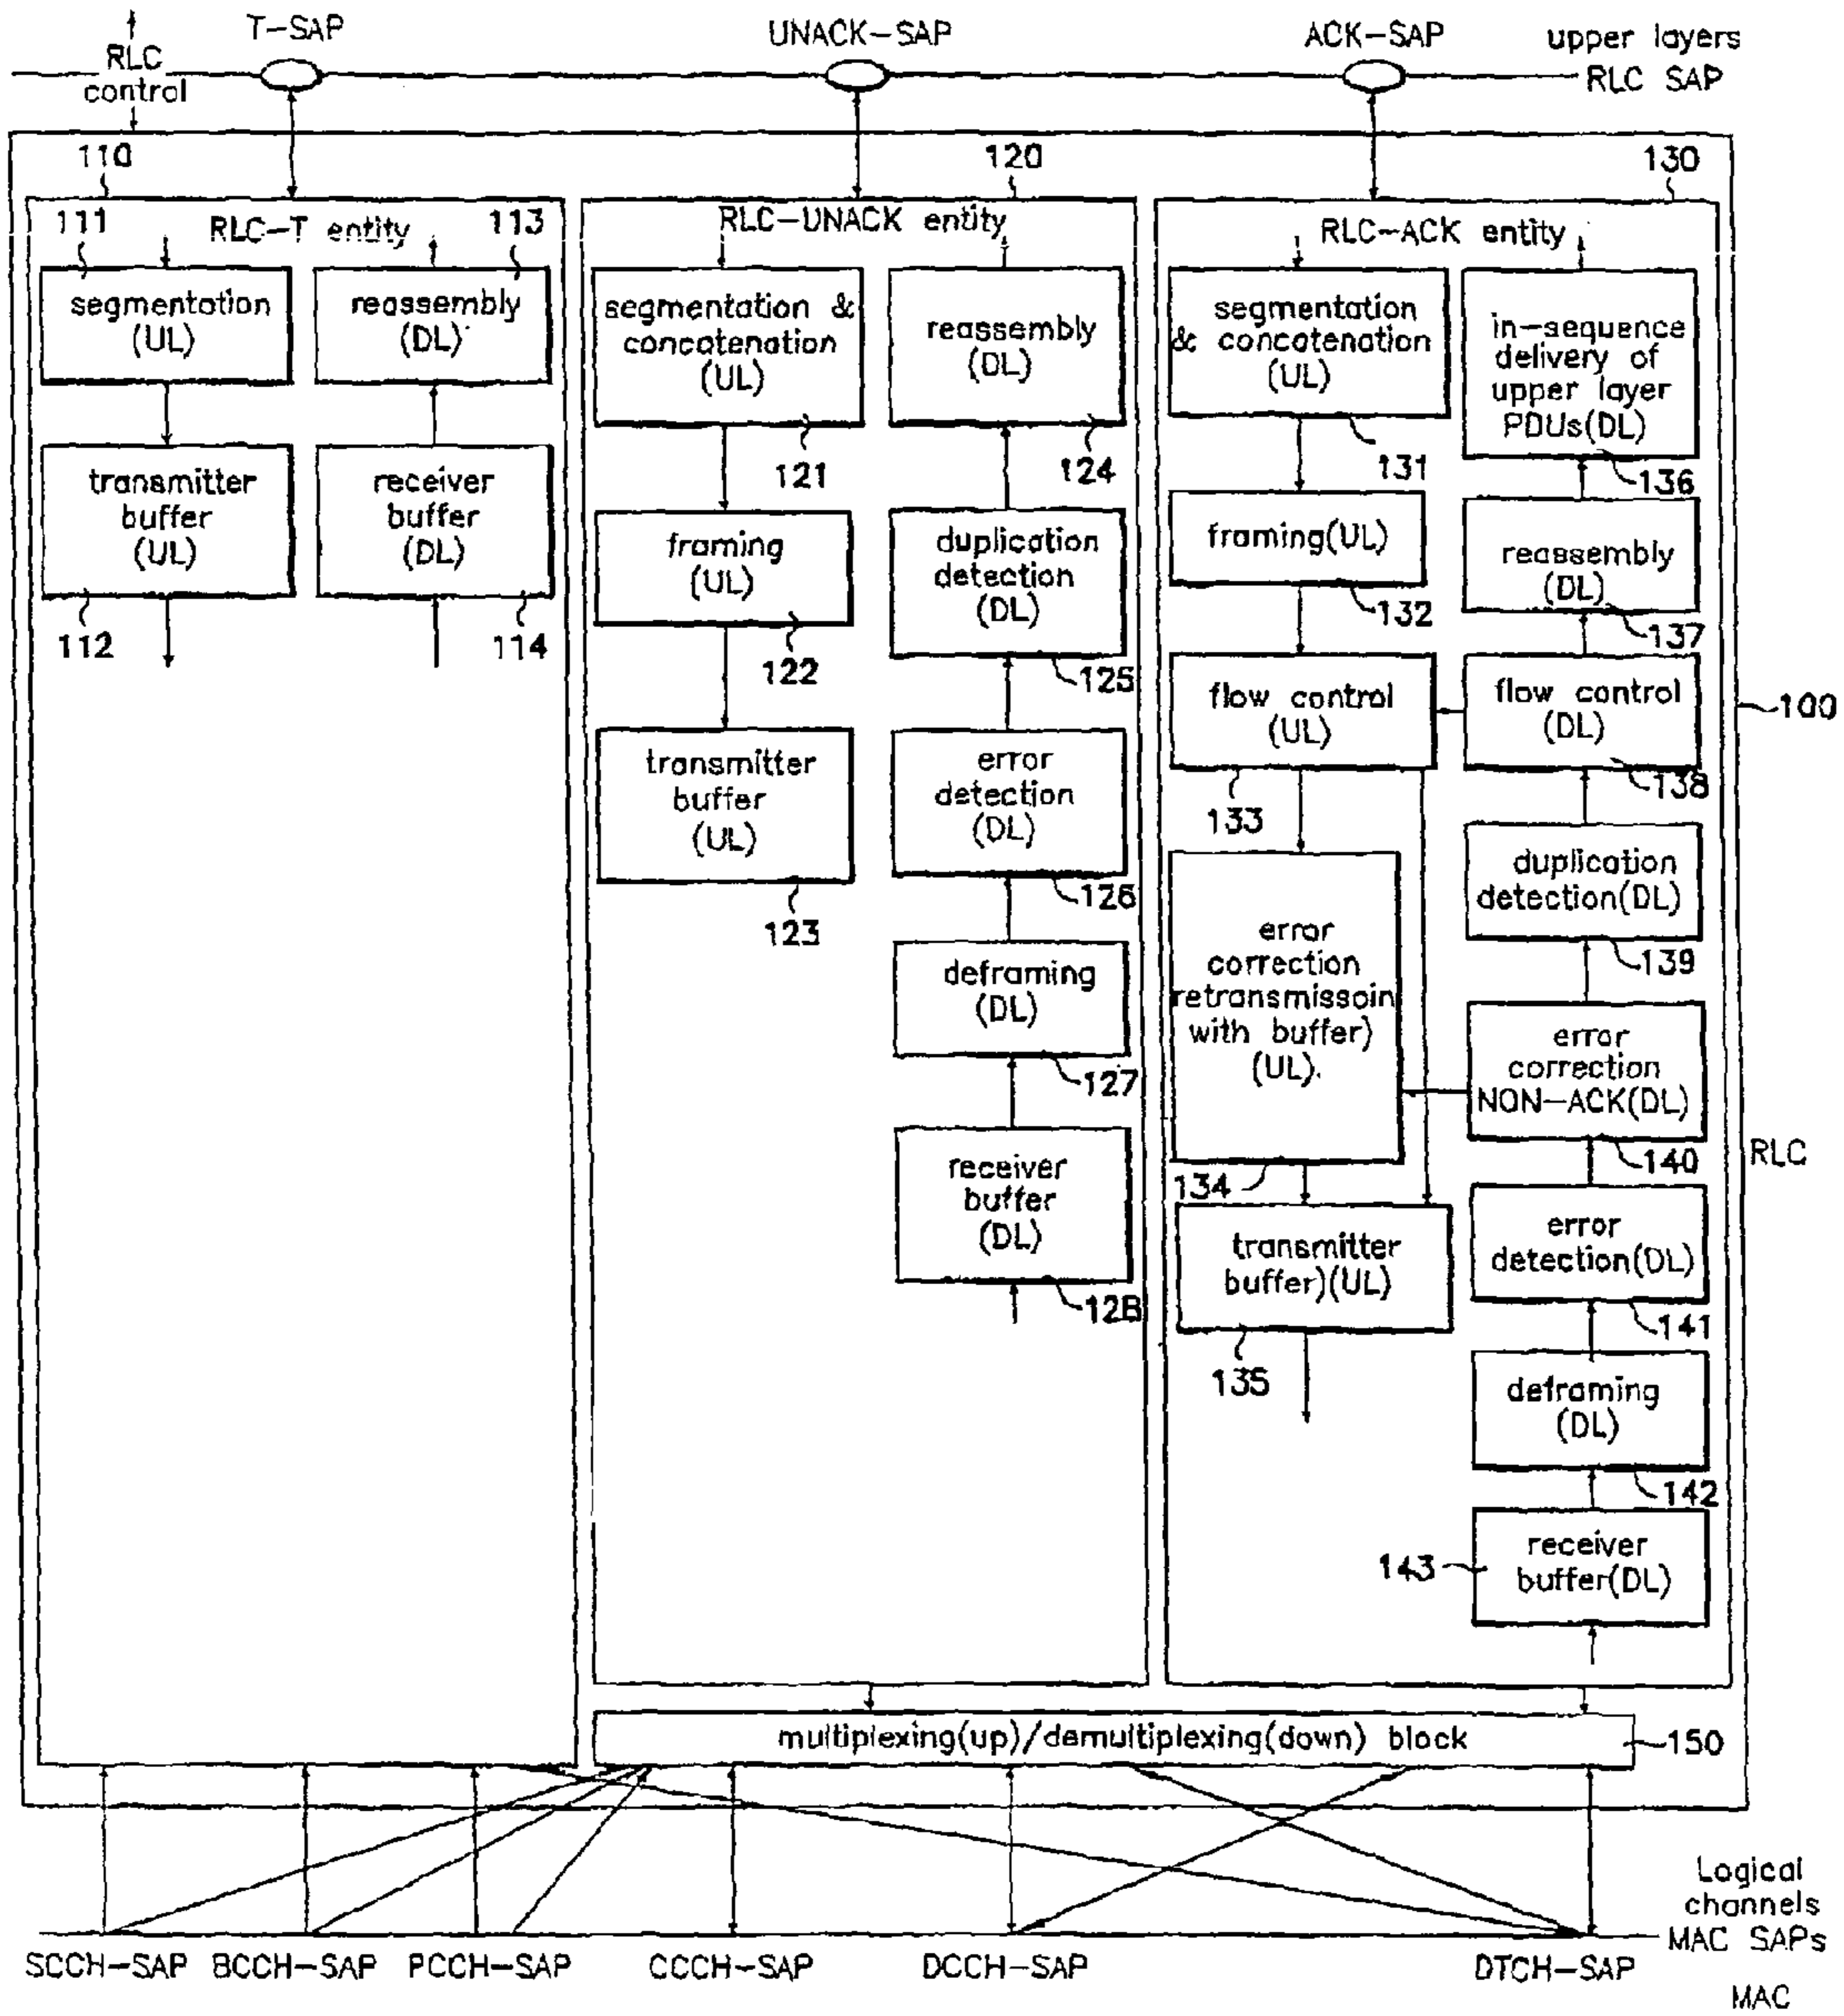 T-SAP
UNACK-SAP
ACK-SAP
upper layers
RLC
control
RLC SAP
110
120
130
111
RLC-T entity
113
RLC-UNACK entity
RLC-ACK entity
segmentation
(UL)
reassembly
(DL)
segmentation &
concatenation
(UL)
reassembly
(DL)
segmentation
& concatenation
(UL)
in-sequence
delivery of
upper layer
PDUs(DL)
121
124
131
136
transmitter
buffer
(UL)
receiver
buffer
(DL)
112
114
framing
(UL)
122
duplication
detection
(DL)
125
framing(UL)
132
reassembly
(DL)
137
flow control
(UL)
133
flow control
(DL)
138
100
transmitter
buffer
(UL)
123
error
detection
(DL)
126
duplication
detection(DL)
139
error
correction
retransmissoin
with buffer)
(UL).
134
deframing
(DL)
127
error
correction
NON-ACK(DL)
140
RLC
receiver
buffer
(DL)
128
transmitter
buffer)(UL)
135
error
detection(DL)
141
deframing
(DL)
142
143
receiver
buffer(DL)
multiplexing(up)/demultiplexing(down) block
150
Logical
channels
MAC SAPs
SCCH-SAP
BCCH-SAP
PCCH-SAP
CCCH-SAP
DCCH-SAP
DTCH-SAP
MAC